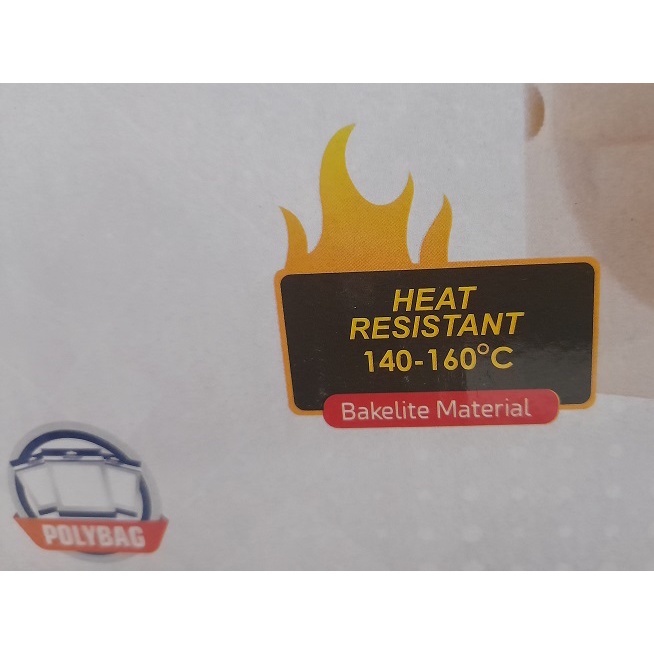 HEAT
RESISTANT
140-160°C
Bakelite Material
POLYBAG